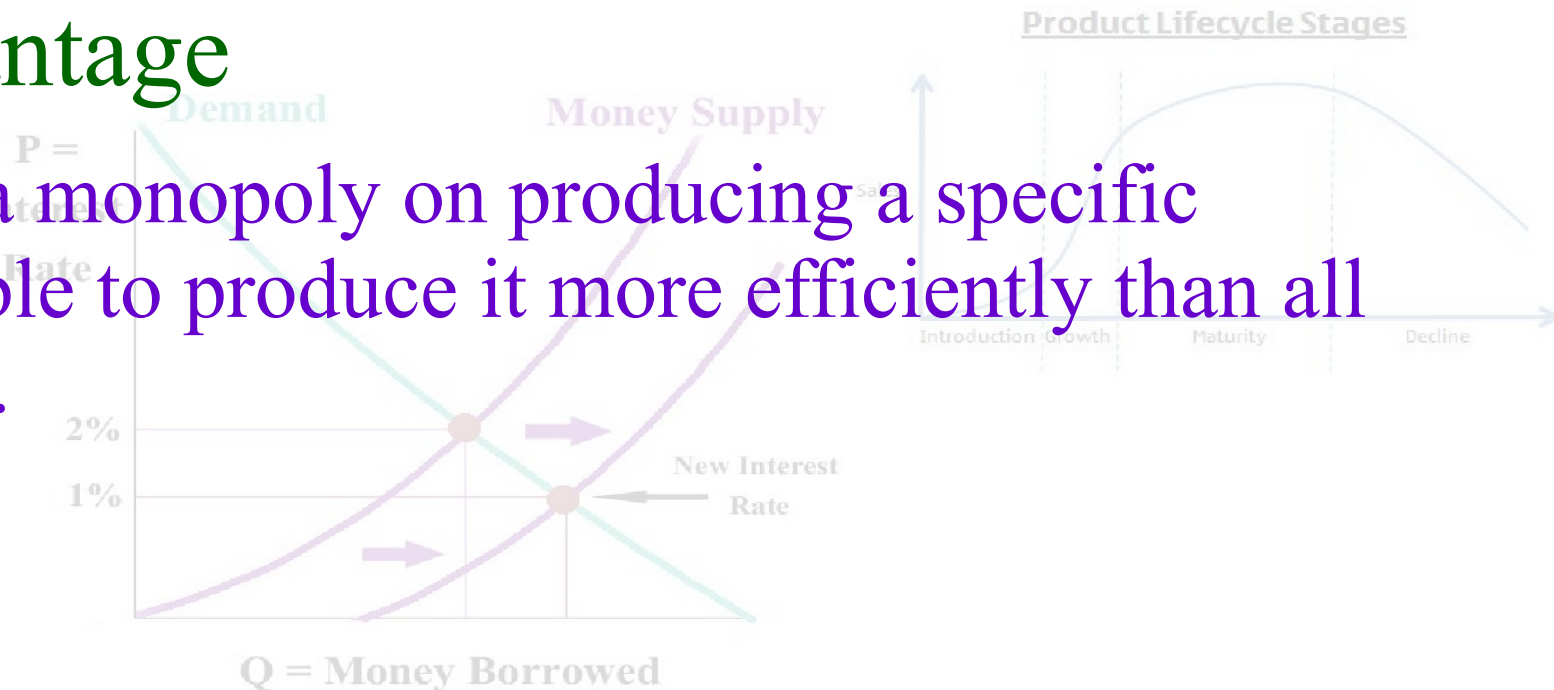 ntage
a monopoly on producing a specific
ble to produce it more efficiently than all
.
Product Lifecycle Stages
Demand
Money Supply
P =
Rate
2%
1%
New Interest
Rate
Q = Money Borrowed
Introduction Growth Maturity Decline